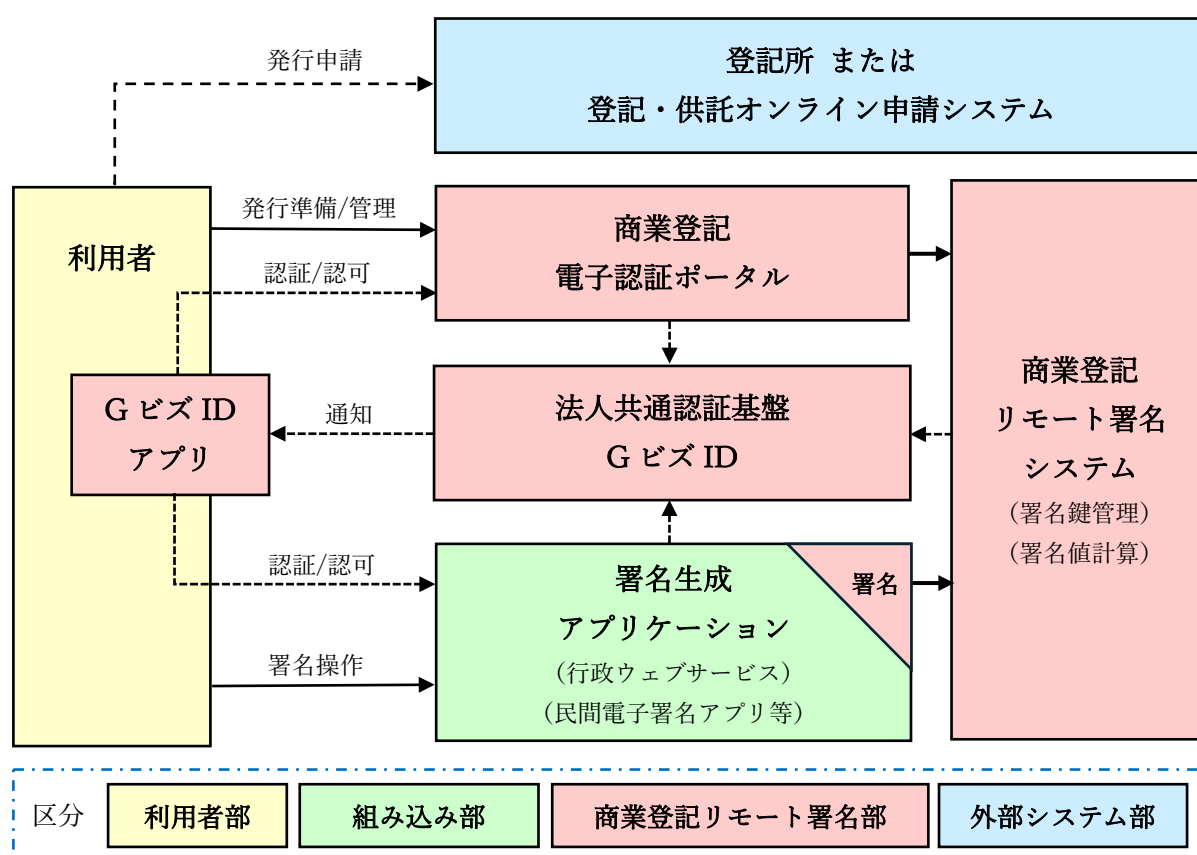 発行申請
登記所 または
登記・供託オンライン申請システム
利用者
発行準備/管理
商業登記
電子認証ポータル
認証/認可
GビズID
アプリ
通知
法人共通認証基盤
GビズID
商業登記
リモート署名
システム
（署名鍵管理）
（署名値計算）
認証/認可
署名生成
アプリケーション
（行政ウェブサービス）
（民間電子署名アプリ等）
署名
署名操作
区分
利用者部
組み込み部
商業登記リモート署名部
外部システム部